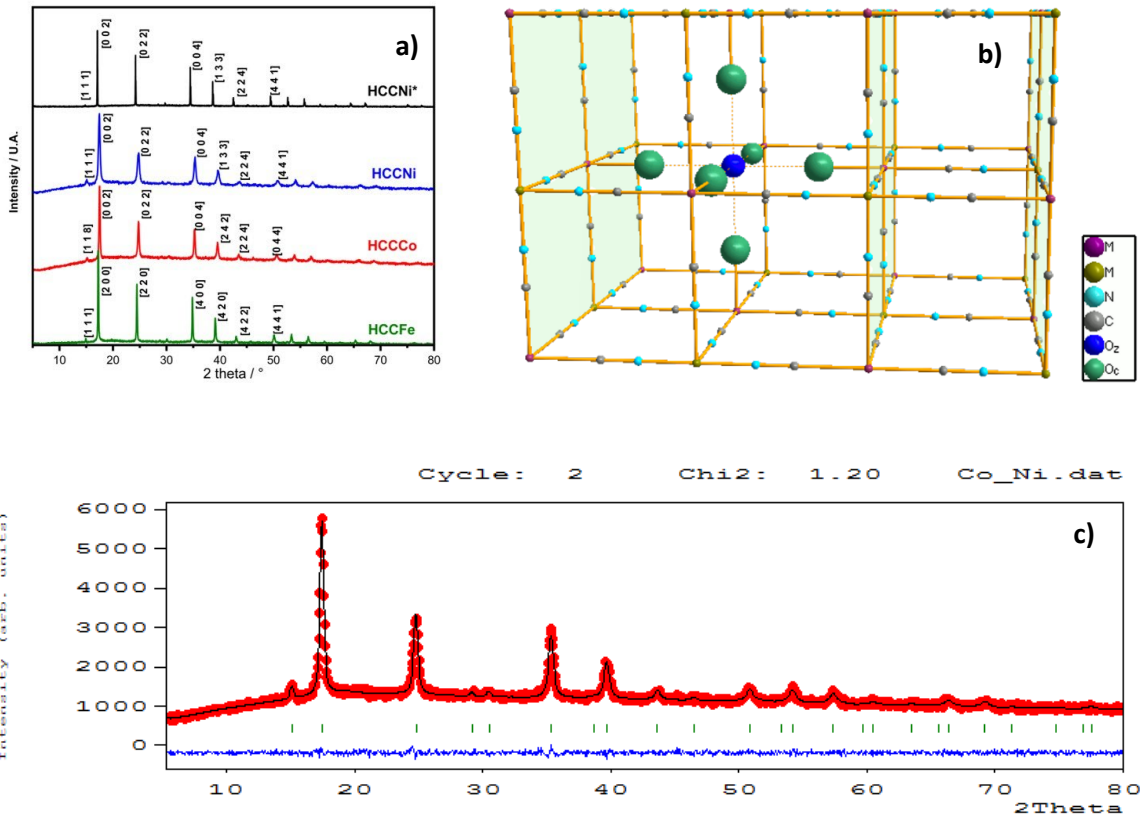 a)
Intensity / U.A.
[1 1 1]
[0 0 2]
[0 2 2]
[0 0 4]
[1 3 3]
[2 2 4]
[4 4 1]
HCCNi*
[1 1 1]
[0 0 2]
[0 2 2]
[0 0 4]
[1 3 3]
[2 2 4]
[4 4 1]
HCCNi
[1 1 8]
[0 0 2]
[0 2 2]
[0 0 4]
[2 4 2]
[2 2 4]
[0 4 4]
HCCCo
[1 1 1]
[2 0 0]
[2 2 0]
[4 0 0]
[4 2 0]
[4 2 2]
[4 4 1]
HCCFe
10 20 30 40 50 60 70 80
2 theta / °
b)
M
M
N
C
Oz
Oc
Cycle: 2 Chi2: 1.20 Co_Ni.dat
c)
Intensity (arb. units)
6000
5000
4000
3000
2000
1000
0
10 20 30 40 50 60 70 80
2Theta